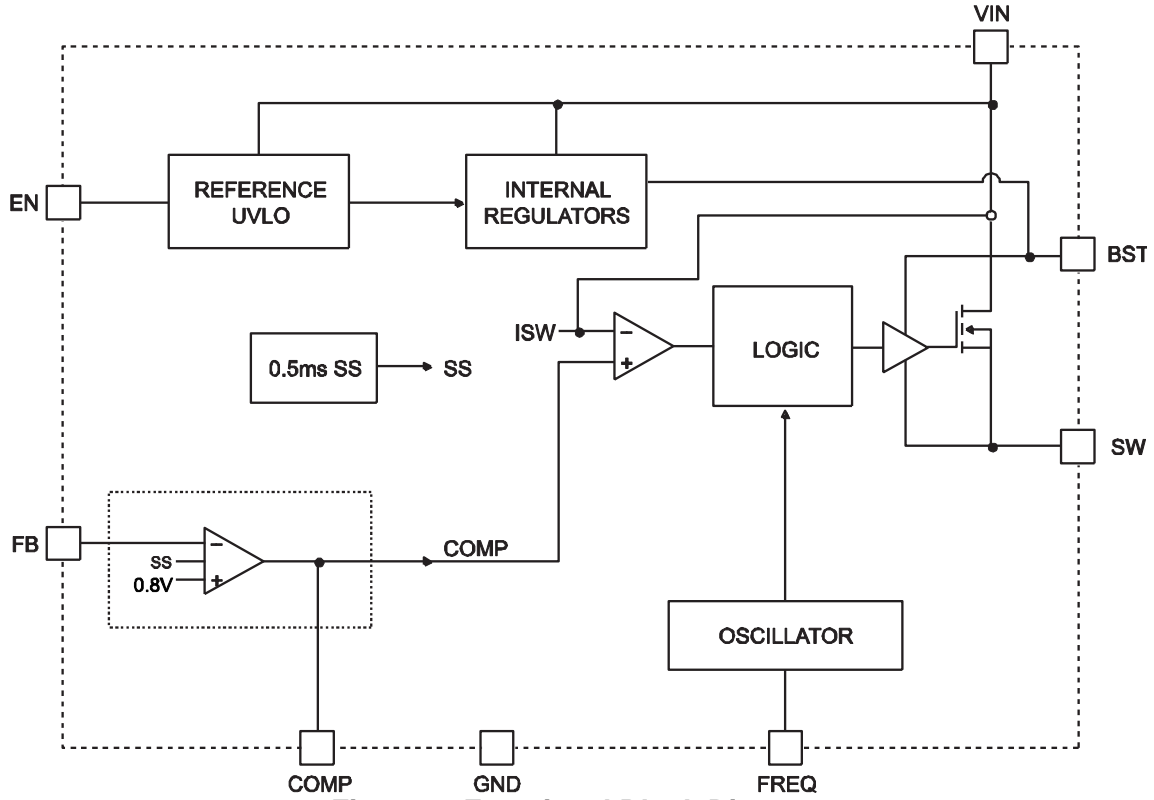 VIN
EN
REFERENCE
UVLO
INTERNAL
REGULATORS
BST
ISW
−
+
LOGIC
0.5ms SS
SS
SW
FB
−
SS
0.8V
+
COMP
OSCILLATOR
COMP
GND
FREQ